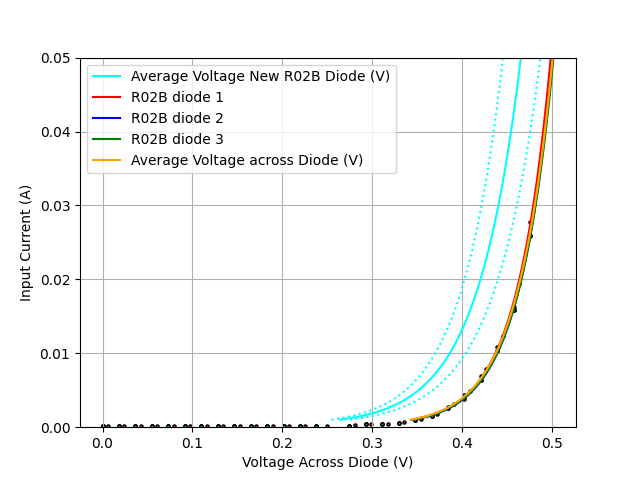 0.05
0.04
0.03
0.02
0.01
0.00
Input Current (A)
Average Voltage New R02B Diode (V)
R02B diode 1
R02B diode 2
R02B diode 3
Average Voltage across Diode (V)
0.0 0.1 0.2 0.3 0.4 0.5
Voltage Across Diode (V)